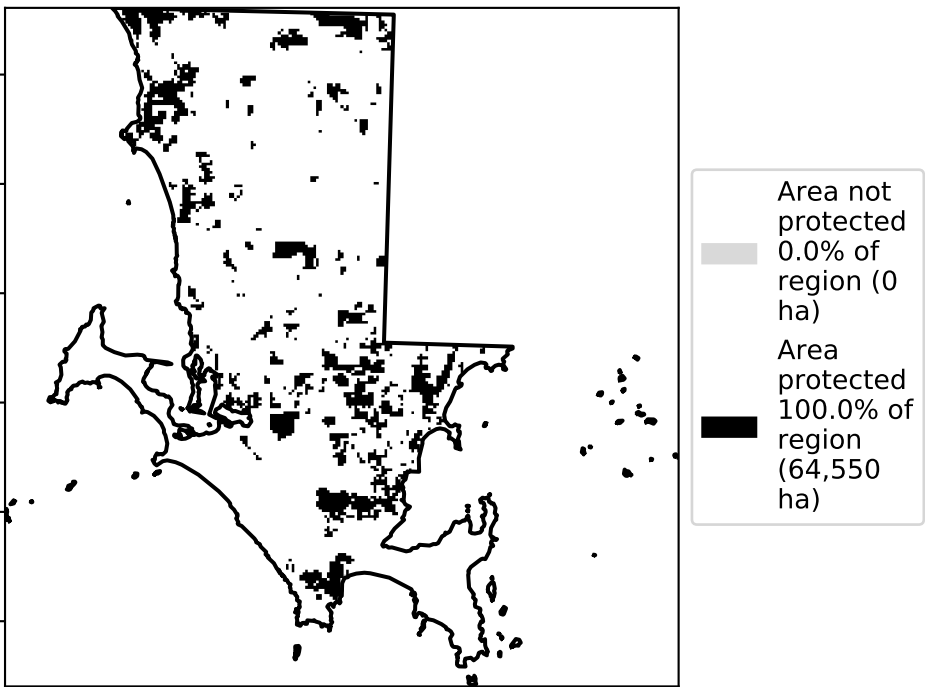 Area not
protected
0.0% of
region (0
ha)
Area
protected
100.0% of
region
(64,550
ha)